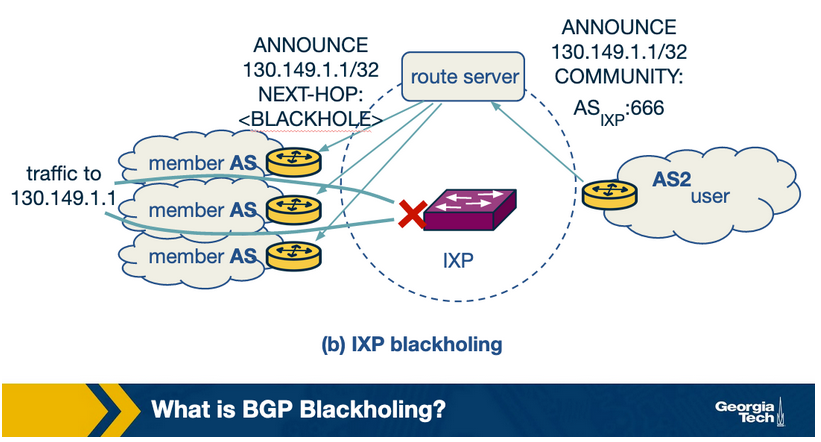 ANNOUNCE
130.149.1.1/32
NEXT-HOP:
<BLACKHOLE>
route server
ANNOUNCE
130.149.1.1/32
COMMUNITY:
AS_IXP:666
traffic to
130.149.1.1
member AS
member AS
member AS
AS2
user
IXP
(b) IXP blackholing
What is BGP Blackholing?
Georgia
Tech